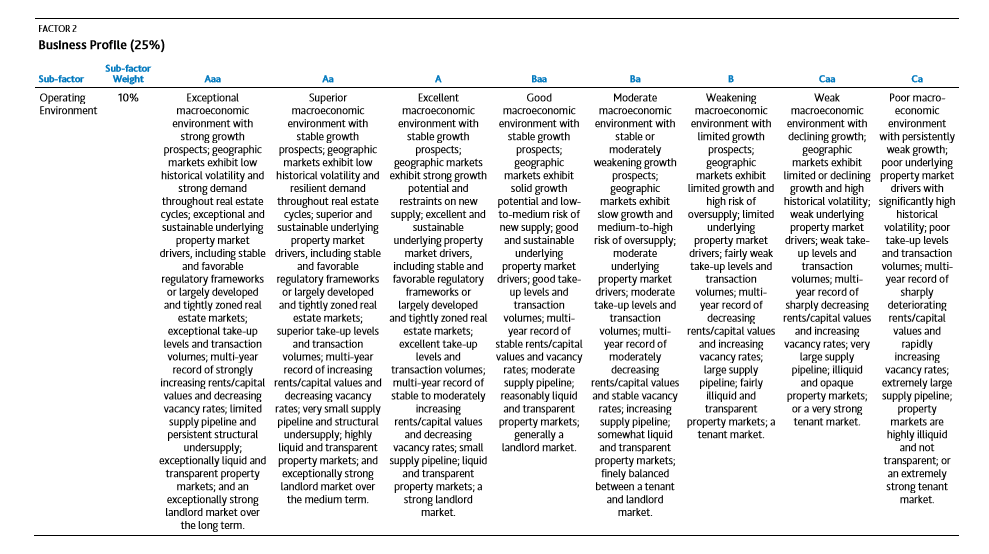 FACTOR 2
Business Profile (25%)
Sub-factor
Sub-factor
Weight
Aaa
Aa
A
Baa
Ba
B
Caa
Ca
Operating
Environment
10%
Exceptional
macroeconomic
environment with
strong growth
prospects; geographic
markets exhibit low
historical volatility and
strong demand
throughout real estate
cycles; exceptional and
sustainable underlying
property market
drivers, including stable
and favorable
regulatory frameworks
or largely developed
and tightly zoned real
estate markets;
exceptional take-up
levels and transaction
volumes; multi-year
record of strongly
increasing rents/capital
values and decreasing
vacancy rates; limited
supply pipeline and
persistent structural
undersupply;
exceptionally liquid and
transparent property
markets; and an
exceptionally strong
landlord market over
the long term.
Superior
macroeconomic
environment with
stable growth
prospects; geographic
markets exhibit low
historical volatility and
resilient demand
throughout real estate
cycles; superior and
sustainable underlying
property market
drivers, including stable
and favorable
regulatory frameworks
or largely developed
and tightly zoned real
estate markets;
superior take-up levels
and transaction
volumes; multi-year
record of increasing
rents/capital values and
decreasing vacancy
rates; very small supply
pipeline and structural
undersupply; highly
liquid and transparent
property markets; and
exceptionally strong
landlord market over
the medium term.
Excellent
macroeconomic
environment with
stable growth
prospects;
geographic markets
exhibit strong growth
potential and
restraints on new
supply; excellent and
sustainable
underlying property
market drivers,
including stable and
favorable regulatory
frameworks or
largely developed
and tightly zoned real
estate markets;
excellent take-up
levels and
transaction volumes;
multi-year record of
stable to moderately
increasing
rents/capital values
and decreasing
vacancy rates; small
supply pipeline; liquid
and transparent
property markets; a
strong landlord
market.
Good
macroeconomic
environment with
stable growth
prospects;
geographic
markets exhibit
solid growth
potential and low-
to-medium risk of
new supply; good
and sustainable
underlying
property market
drivers; good take-
up levels and
transaction
volumes; multi-
year record of
stable rents/capital
values and vacancy
rates; moderate
supply pipeline;
reasonably liquid
and transparent
property markets;
generally a
landlord market.
Moderate
macroeconomic
environment with
stable or
moderately
weakening growth
prospects;
geographic
markets exhibit
slow growth and
medium-to-high
risk of oversupply;
moderate
underlying
property market
drivers; moderate
take-up levels and
transaction
volumes; multi-
year record of
moderately
decreasing
rents/capital values
and stable vacancy
rates; increasing
supply pipeline;
somewhat liquid
and transparent
property markets;
finely balanced
between a tenant
and landlord
market.
Weakening
macroeconomic
environment with
limited growth
prospects;
geographic
markets exhibit
limited growth and
high risk of
oversupply; limited
underlying
property market
drivers; fairly weak
take-up levels and
transaction
volumes; multi-
year record of
decreasing
rents/capital values
and increasing
vacancy rates;
large supply
pipeline; fairly
illiquid and
transparent
property markets; a
tenant market.
Weak
macroeconomic
environment with
declining growth;
geographic
markets exhibit
limited or declining
growth and high
historical volatility;
weak underlying
property market
drivers; weak take-
up levels and
transaction
volumes; multi-
year record of
sharply decreasing
rents/capital values
and increasing
vacancy rates; very
large supply
pipeline; illiquid
and opaque
property markets;
or a very strong
tenant market.
Poor macro-
economic
environment
with persistently
weak growth;
poor underlying
property market
drivers with
significantly high
historical
volatility; poor
take-up levels
and transaction
volumes; multi-
year record of
sharply
deteriorating
rents/capital
values and
rapidly
increasing
vacancy rates;
extremely large
supply pipeline;
property
markets are
highly illiquid
and not
transparent; or
an extremely
strong tenant
market.